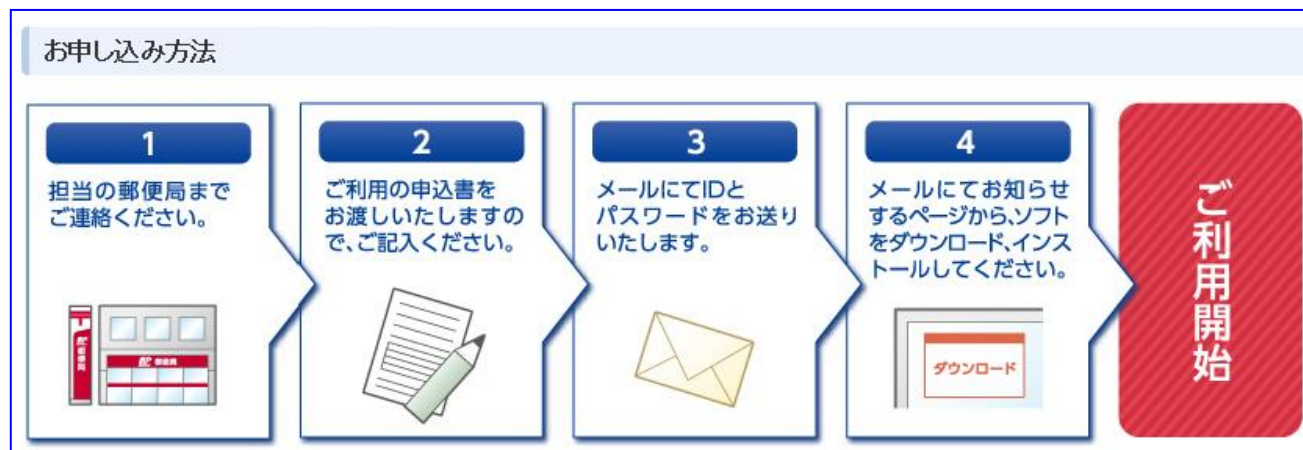 お申し込み方法
1
担当の郵便局まで
ご連絡ください。
郵便局
郵便局
2
ご利用の申込書を
お渡しいたしますの
で、ご記入ください。
3
メールにてIDと
パスワードをお送り
いたします。
4
メールにてお知らせ
するページから、ソフト
をダウンロード、インス
トールしてください。
ダウンロード
ご利用開始